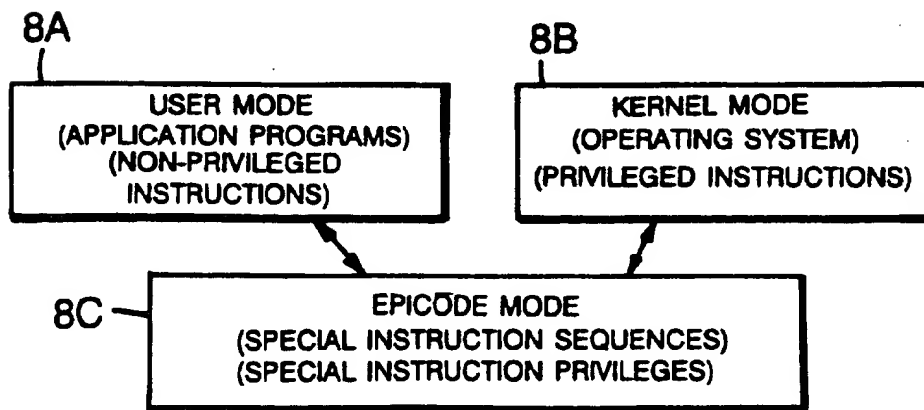 8A
USER MODE
(APPLICATION PROGRAMS)
(NON-PRIVILEGED
INSTRUCTIONS)
8B
KERNEL MODE
(OPERATING SYSTEM)
(PRIVILEGED INSTRUCTIONS)
8C
EPICODE MODE
(SPECIAL INSTRUCTION SEQUENCES)
(SPECIAL INSTRUCTION PRIVILEGES)